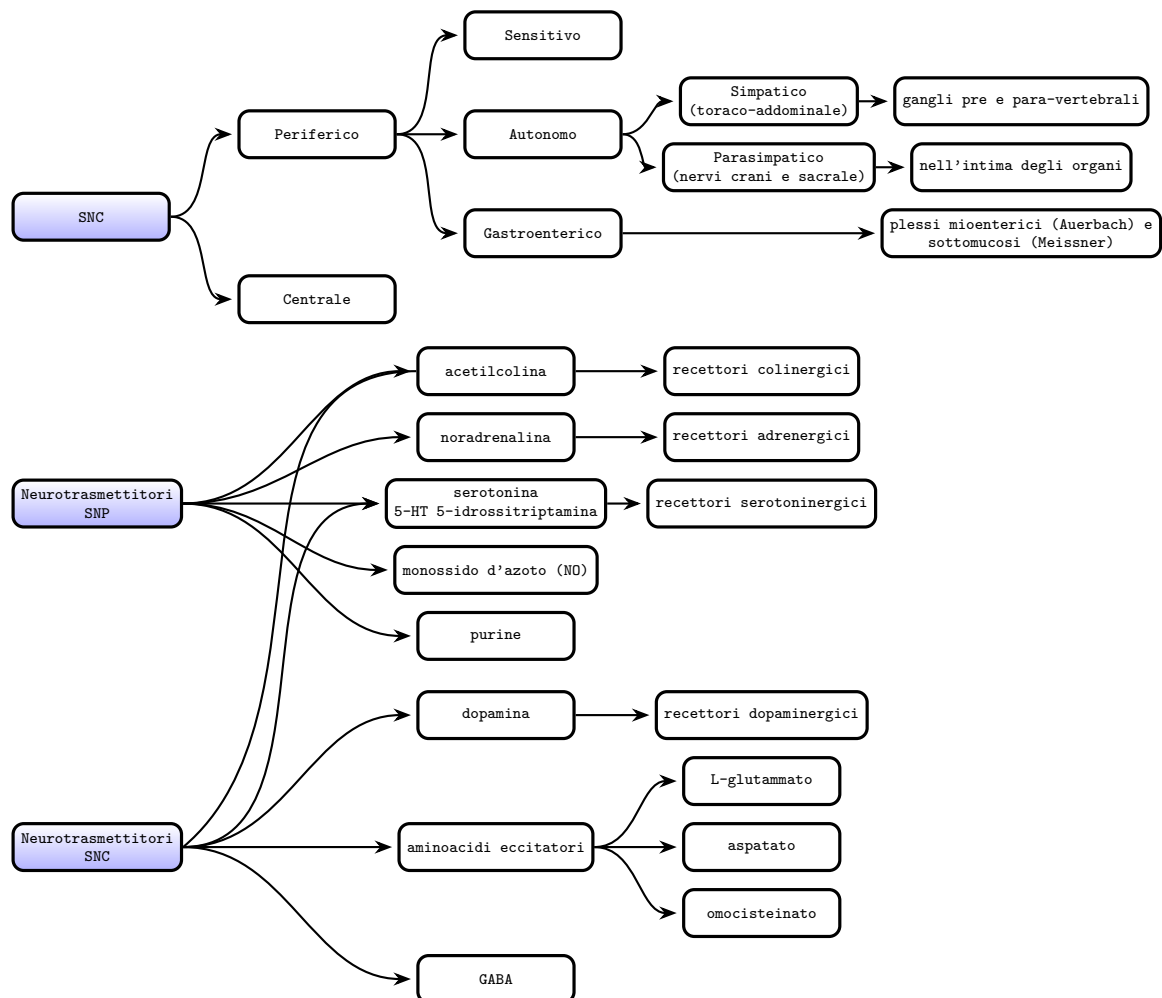 Sensitivo
Simpatico
(toraco-addominale)
gangli pre e para-vertebrali
Periferico
Autonomo
Parasimpatico
(nervi crani e sacrale)
nell'intima degli organi
SNC
Gastroenterico
plessi mioenterici (Auerbach) e
sottomucosi (Meissner)
Centrale
acetilcolina
recettori colinergici
noradrenalina
recettori adrenergici
Neurotrasmettitori
SNP
serotonina
5-HT 5-idrossitriptamina
recettori serotoninergici
monossido d'azoto (NO)
purine
dopamina
recettori dopaminergici
L-glutammato
Neurotrasmettitori
SNC
aminoacidi eccitatori
aspatato
omocisteinato
GABA